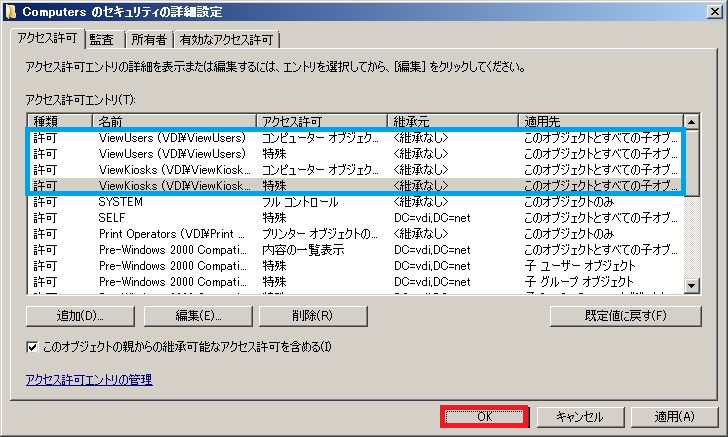 Computers のセキュリティの詳細設定
アクセス許可 監査 所有者 有効なアクセス許可
アクセス許可エントリの詳細を表示または編集するには、エントリを選択してから、[編集] をクリックしてください。
アクセス許可エントリ(T):
種類 名前 アクセス許可 継承元 適用先
許可 ViewUsers (VDI¥ViewUsers) コンピューター オブジェク... <継承なし> このオブジェクトとすべての子オブ...
許可 ViewUsers (VDI¥ViewUsers) 特殊 <継承なし> このオブジェクトとすべての子オブ...
許可 ViewKiosks (VDI¥ViewKiosk... コンピューター オブジェク... <継承なし> このオブジェクトとすべての子オブ...
許可 ViewKiosks (VDI¥ViewKiosk... 特殊 <継承なし> このオブジェクトとすべての子オブ...
許可 SYSTEM フル コントロール <継承なし> このオブジェクトのみ
許可 SELF 特殊 DC=vdi,DC=net このオブジェクトとすべての子オブ...
許可 Print Operators (VDI¥Print ... プリンター オブジェクトの... <継承なし> このオブジェクトのみ
許可 Pre-Windows 2000 Compati... 内容の一覧表示 DC=vdi,DC=net このオブジェクトとすべての子オブ...
許可 Pre-Windows 2000 Compati... 特殊 DC=vdi,DC=net 子 ユーザー オブジェクト
許可 Pre-Windows 2000 Compati... 特殊 DC=vdi,DC=net 子 グループ オブジェクト
追加(D)... 編集(E)... 削除(R) 既定値に戻す(F)
このオブジェクトの親からの継承可能なアクセス許可を含める(I)
アクセス許可エントリの管理
OK キャンセル 適用(A)